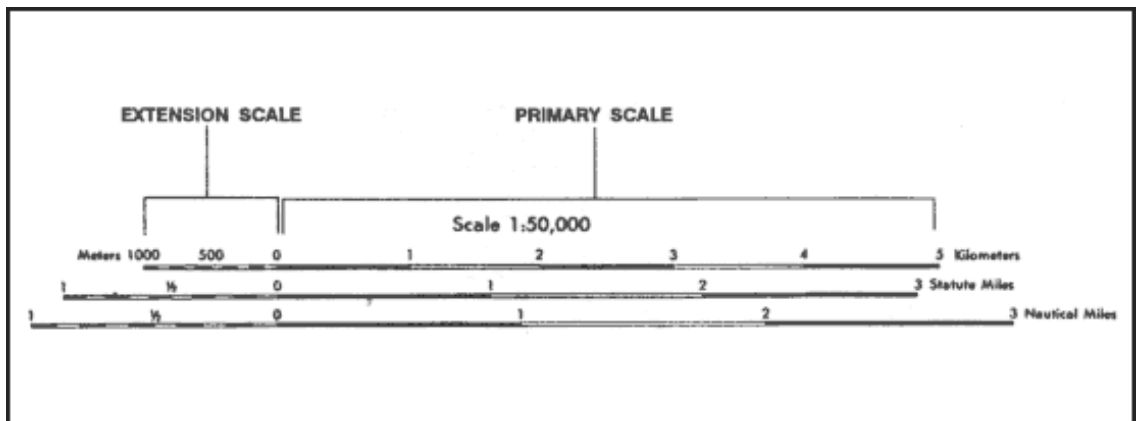 EXTENSION SCALE PRIMARY SCALE
Scale 1:50,000
Meters 1000 500 0 1 2 3 4 5 Kilometers
1 ½ 0 1 2 3 Statute Miles
1 ½ 0 1 2 3 Nautical Miles